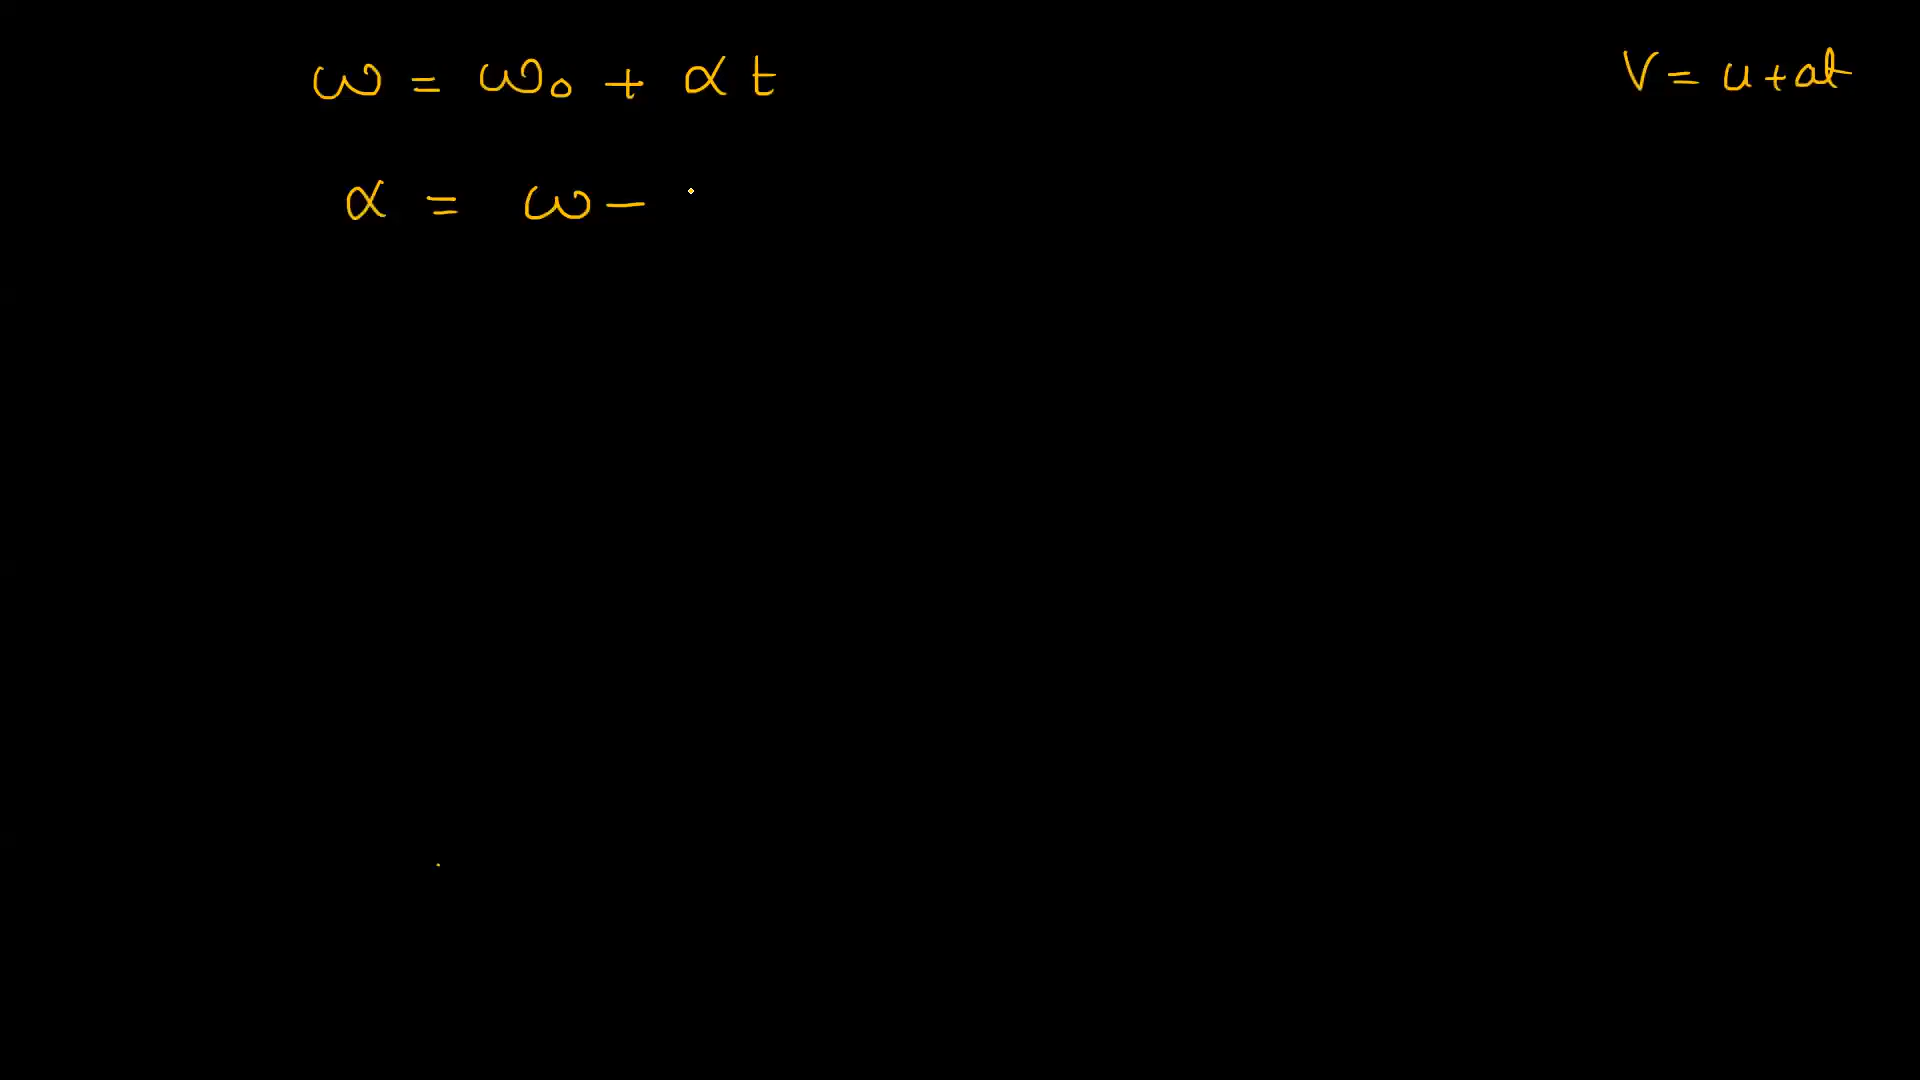 ω = ω₀ + α t
v = u + at
α = ω −